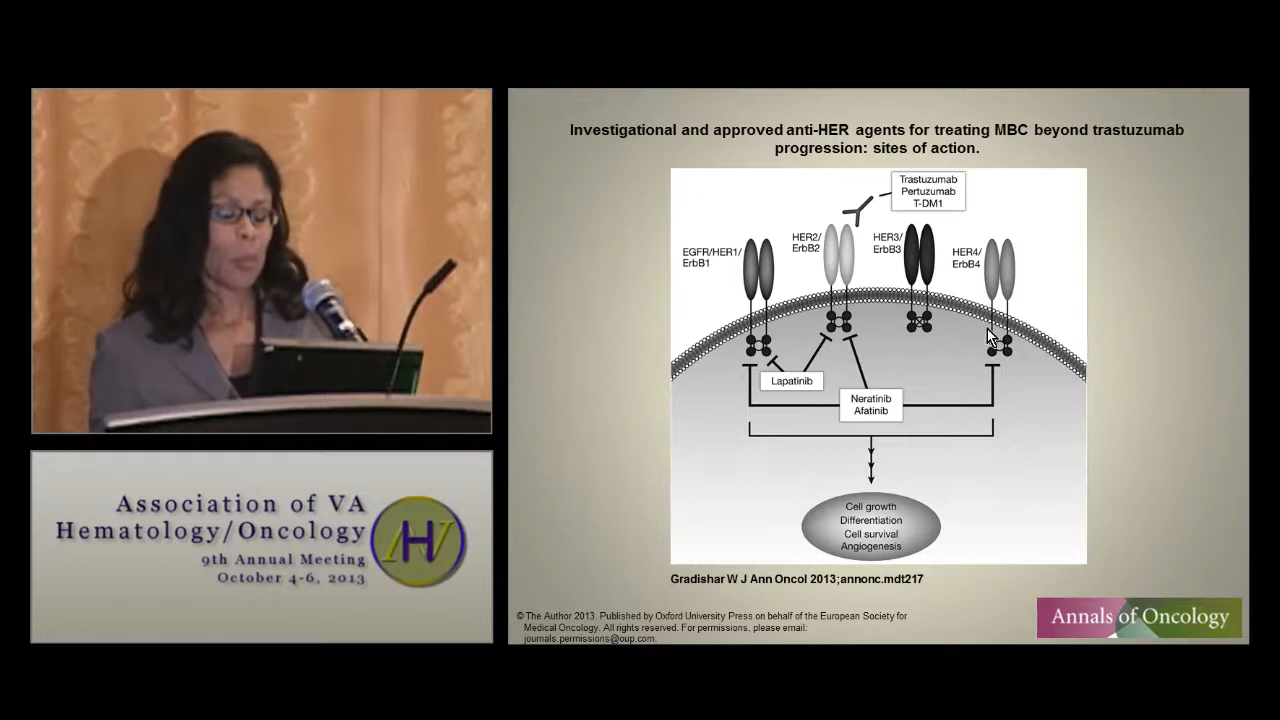 Investigational and approved anti-HER agents for treating MBC beyond trastuzumab
progression: sites of action.
Trastuzumab
Pertuzumab
T-DM1
EGFR/HER1/
ErbB1
HER2/
ErbB2
HER3/
ErbB3
HER4/
ErbB4
Lapatinib
Neratinib
Afatinib
Cell growth
Differentiation
Cell survival
Angiogenesis
Gradishar W J Ann Oncol 2013;annonc.mdt217
© The Author 2013. Published by Oxford University Press on behalf of the European Society for
Medical Oncology. All rights reserved. For permissions, please email:
journals.permissions@oup.com.
Annals of Oncology
Association of VA
Hematology/Oncology
9th Annual Meeting
October 4-6, 2013
HV